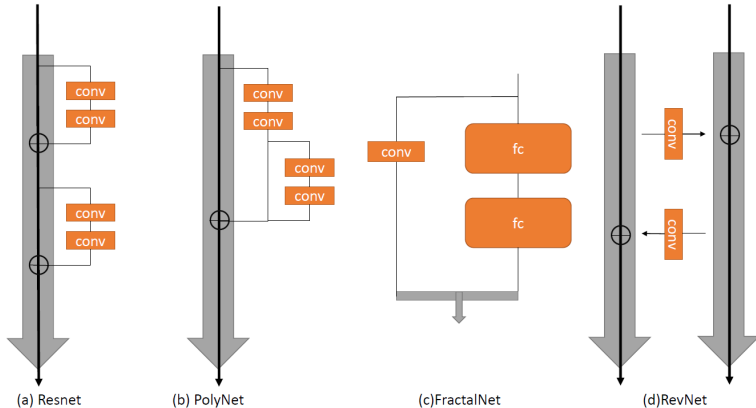 conv
conv
conv
conv
(a) Resnet
conv
conv
conv
conv
(b) PolyNet
conv
fc
fc
(c)FractalNet
conv
conv
(d)RevNet